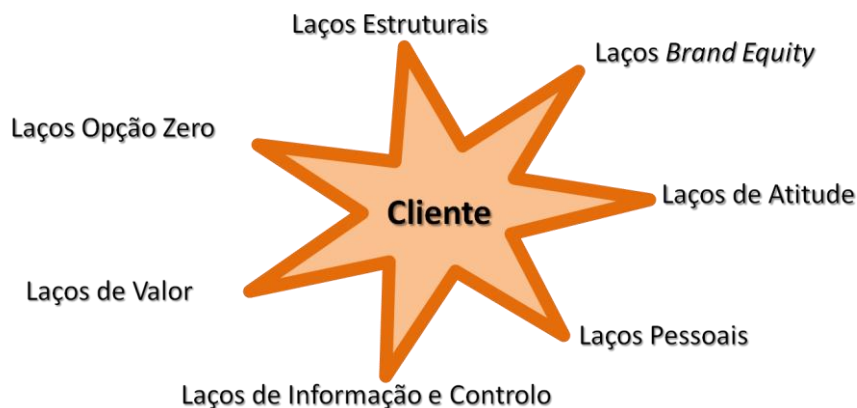 Laços Estruturais
Laços Brand Equity
Laços Opção Zero
Laços de Atitude
Cliente
Laços de Valor
Laços Pessoais
Laços de Informação e Controlo